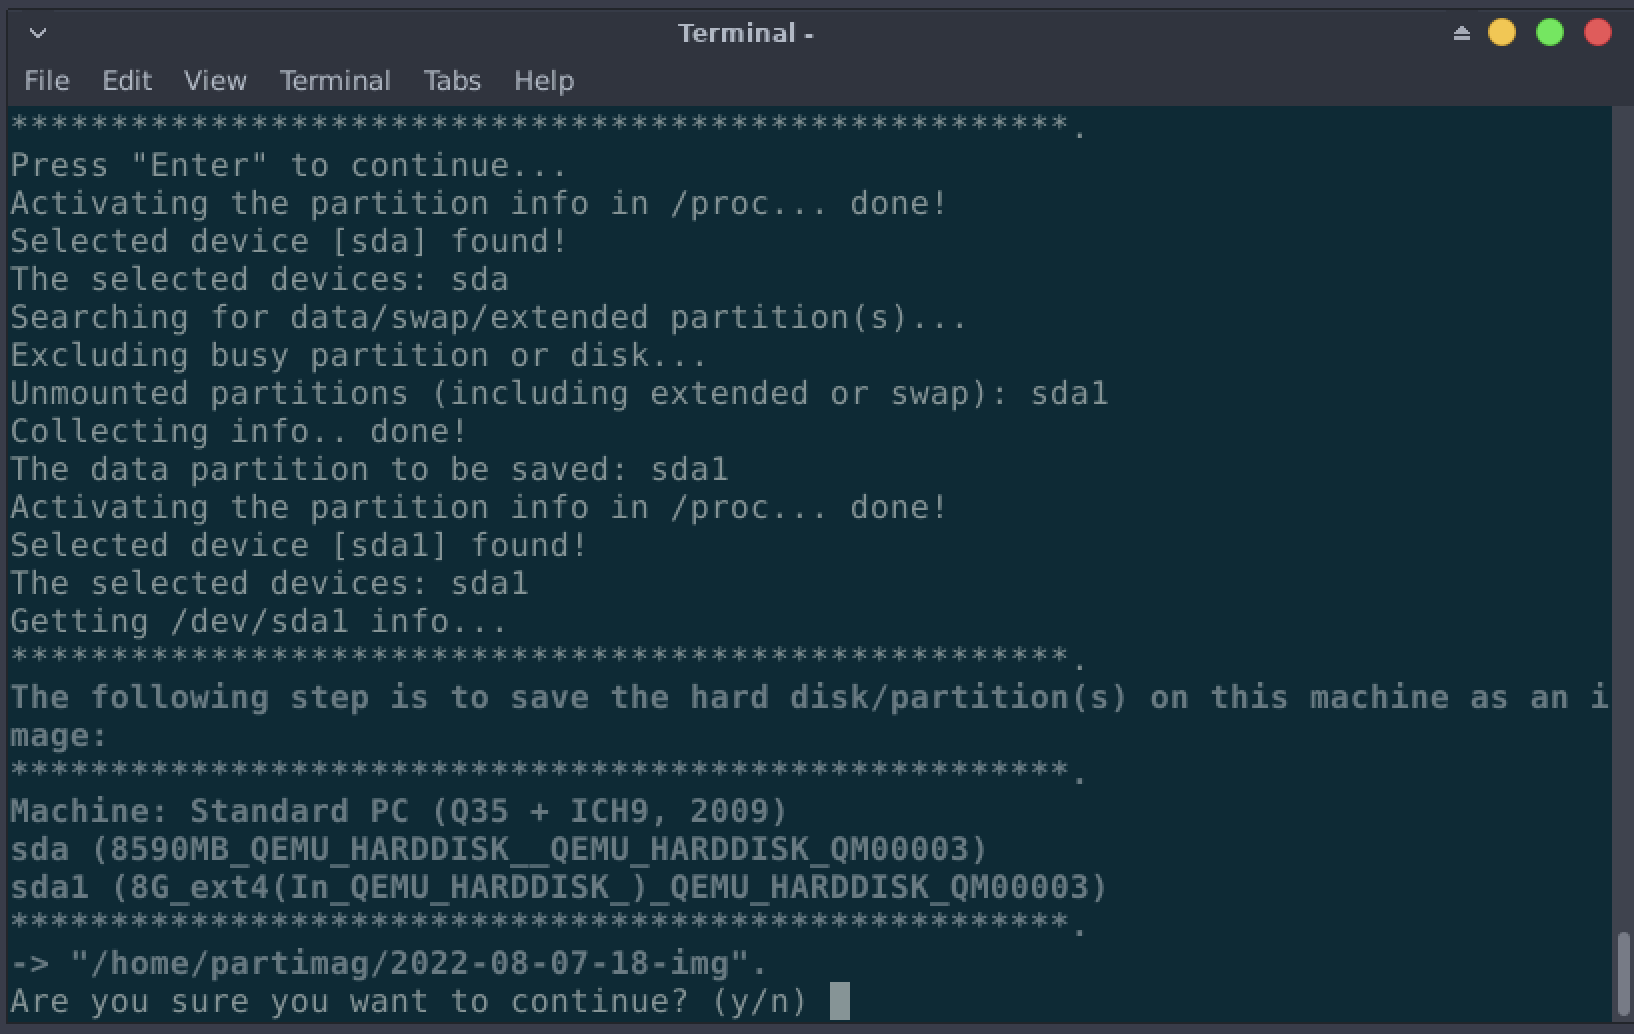 Terminal -
File Edit View Terminal Tabs Help
*****************************************************.
Press "Enter" to continue...
Activating the partition info in /proc... done!
Selected device [sda] found!
The selected devices: sda
Searching for data/swap/extended partition(s)...
Excluding busy partition or disk...
Unmounted partitions (including extended or swap): sda1
Collecting info.. done!
The data partition to be saved: sda1
Activating the partition info in /proc... done!
Selected device [sda1] found!
The selected devices: sda1
Getting /dev/sda1 info...
*****************************************************.
The following step is to save the hard disk/partition(s) on this machine as an i
mage:
*****************************************************.
Machine: Standard PC (Q35 + ICH9, 2009)
sda (8590MB_QEMU_HARDDISK__QEMU_HARDDISK_QM00003)
sda1 (8G_ext4(In_QEMU_HARDDISK_)_QEMU_HARDDISK_QM00003)
*****************************************************.
-> "/home/partimag/2022-08-07-18-img".
Are you sure you want to continue? (y/n)